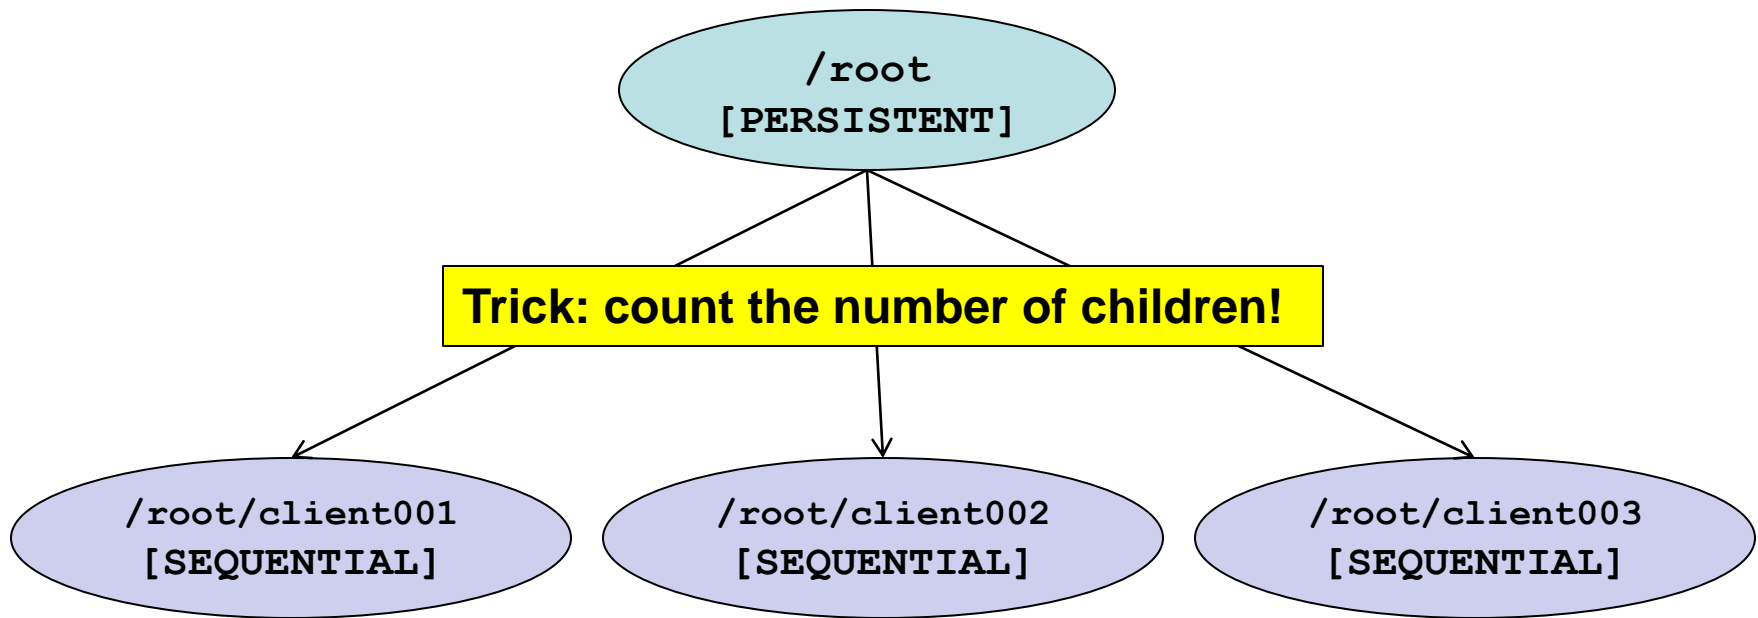 /root
[PERSISTENT]
Trick: count the number of children!
/root/client001
[SEQUENTIAL]
/root/client002
[SEQUENTIAL]
/root/client003
[SEQUENTIAL]